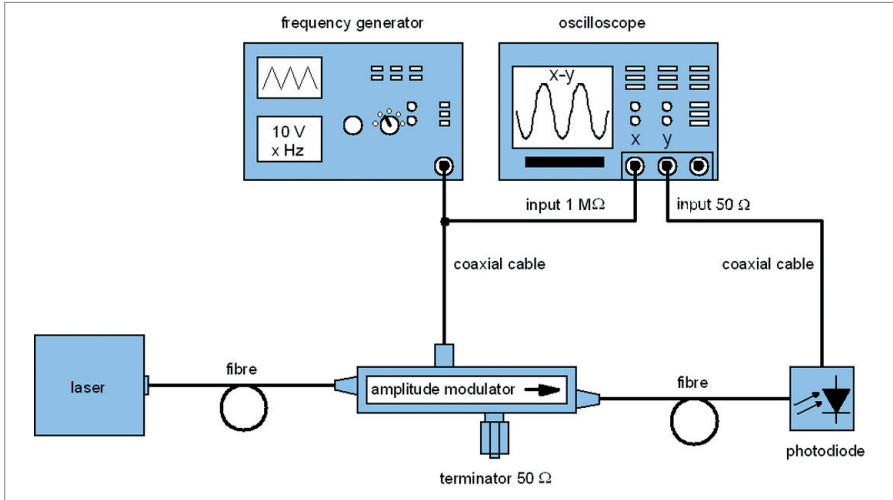 frequency generator
oscilloscope
10 V
x Hz
x-y
x y
input 1 MΩ
input 50 Ω
coaxial cable
coaxial cable
laser
fibre
amplitude modulator
fibre
photodiode
terminator 50 Ω